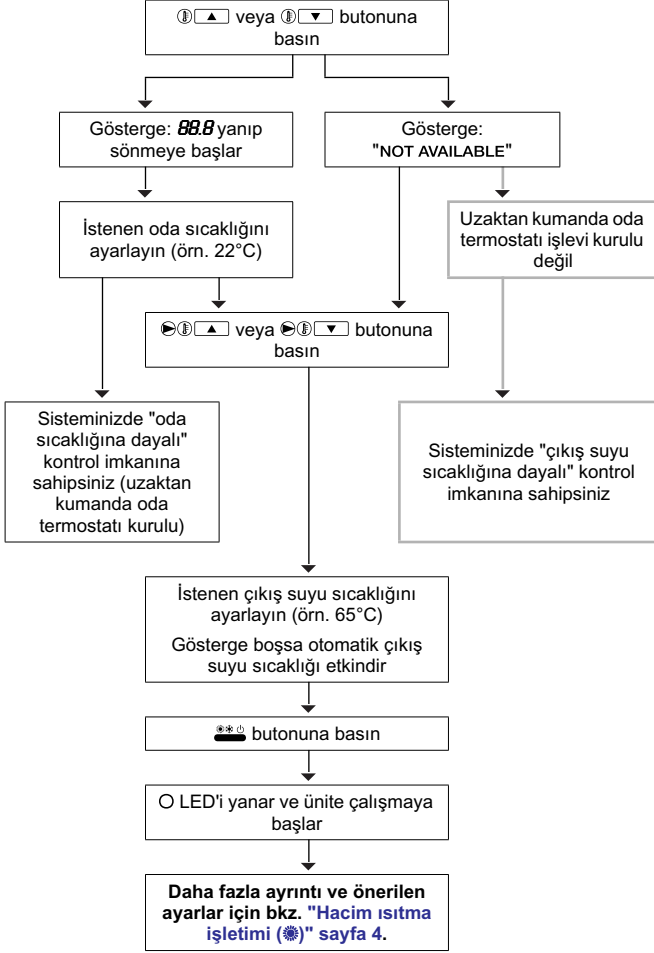 veya butonuna
basın
Gösterge: 88.8 yanıp
sönmeye başlar
Gösterge:
"NOT AVAILABLE"
İstenen oda sıcaklığını
ayarlayın (örn. 22°C)
Uzaktan kumanda oda
termostatı işlevi kurulu
değil
veya butonuna
basın
Sisteminizde "oda
sıcaklığına dayalı"
kontrol imkanına
sahipsiniz (uzaktan
kumanda oda
termostatı kurulu)
Sisteminizde "çıkış suyu
sıcaklığına dayalı" kontrol
imkanına sahipsiniz
İstenen çıkış suyu sıcaklığını
ayarlayın (örn. 65°C)
Gösterge boşsa otomatik çıkış
suyu sıcaklığı etkindir
butonuna basın
LED'i yanar ve ünite çalışmaya
başlar
Daha fazla ayrıntı ve önerilen
ayarlar için bkz. "Hacim ısıtma
işletimi (☀)" sayfa 4.